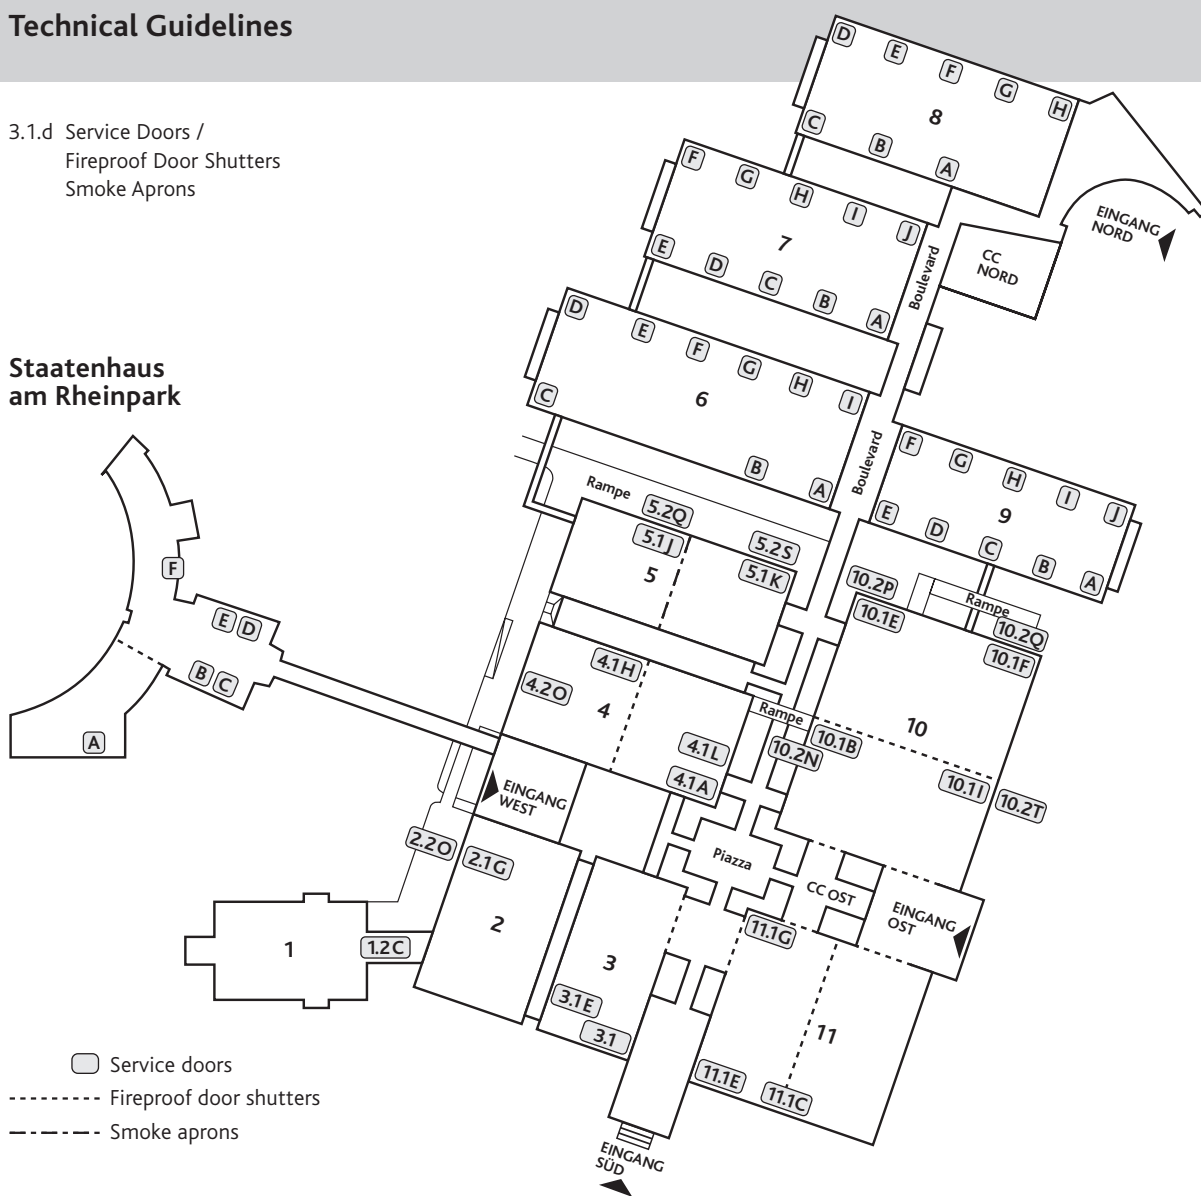 Technical Guidelines
3.1.d Service Doors /
Fireproof Door Shutters
Smoke Aprons
D
E
F
G
H
8
C
B
A
EINGANG
NORD
CC
NORD
F
G
H
I
J
7
E
D
C
B
A
Boulevard
D
E
F
G
H
I
6
C
B
A
Boulevard
F
G
H
I
J
9
E
D
C
B
A
Staatenhaus
am Rheinpark
F
E
D
B
C
A
Rampe
5.2Q
5.1J
5.2S
5.1K
5
10.2P
10.1E
Rampe
10.2Q
10.1F
4.1H
4.2O
4
4.1L
4.1A
Rampe
10.2N
10.1B
10
10.1I
10.2T
EINGANG
WEST
2.2O
2.1G
2
Piazza
CC OST
EINGANG
OST
1
1.2C
3
3.1E
3.1
11.1G
11
11.1E
11.1C
EINGANG
SÜD
Service doors
Fireproof door shutters
Smoke aprons